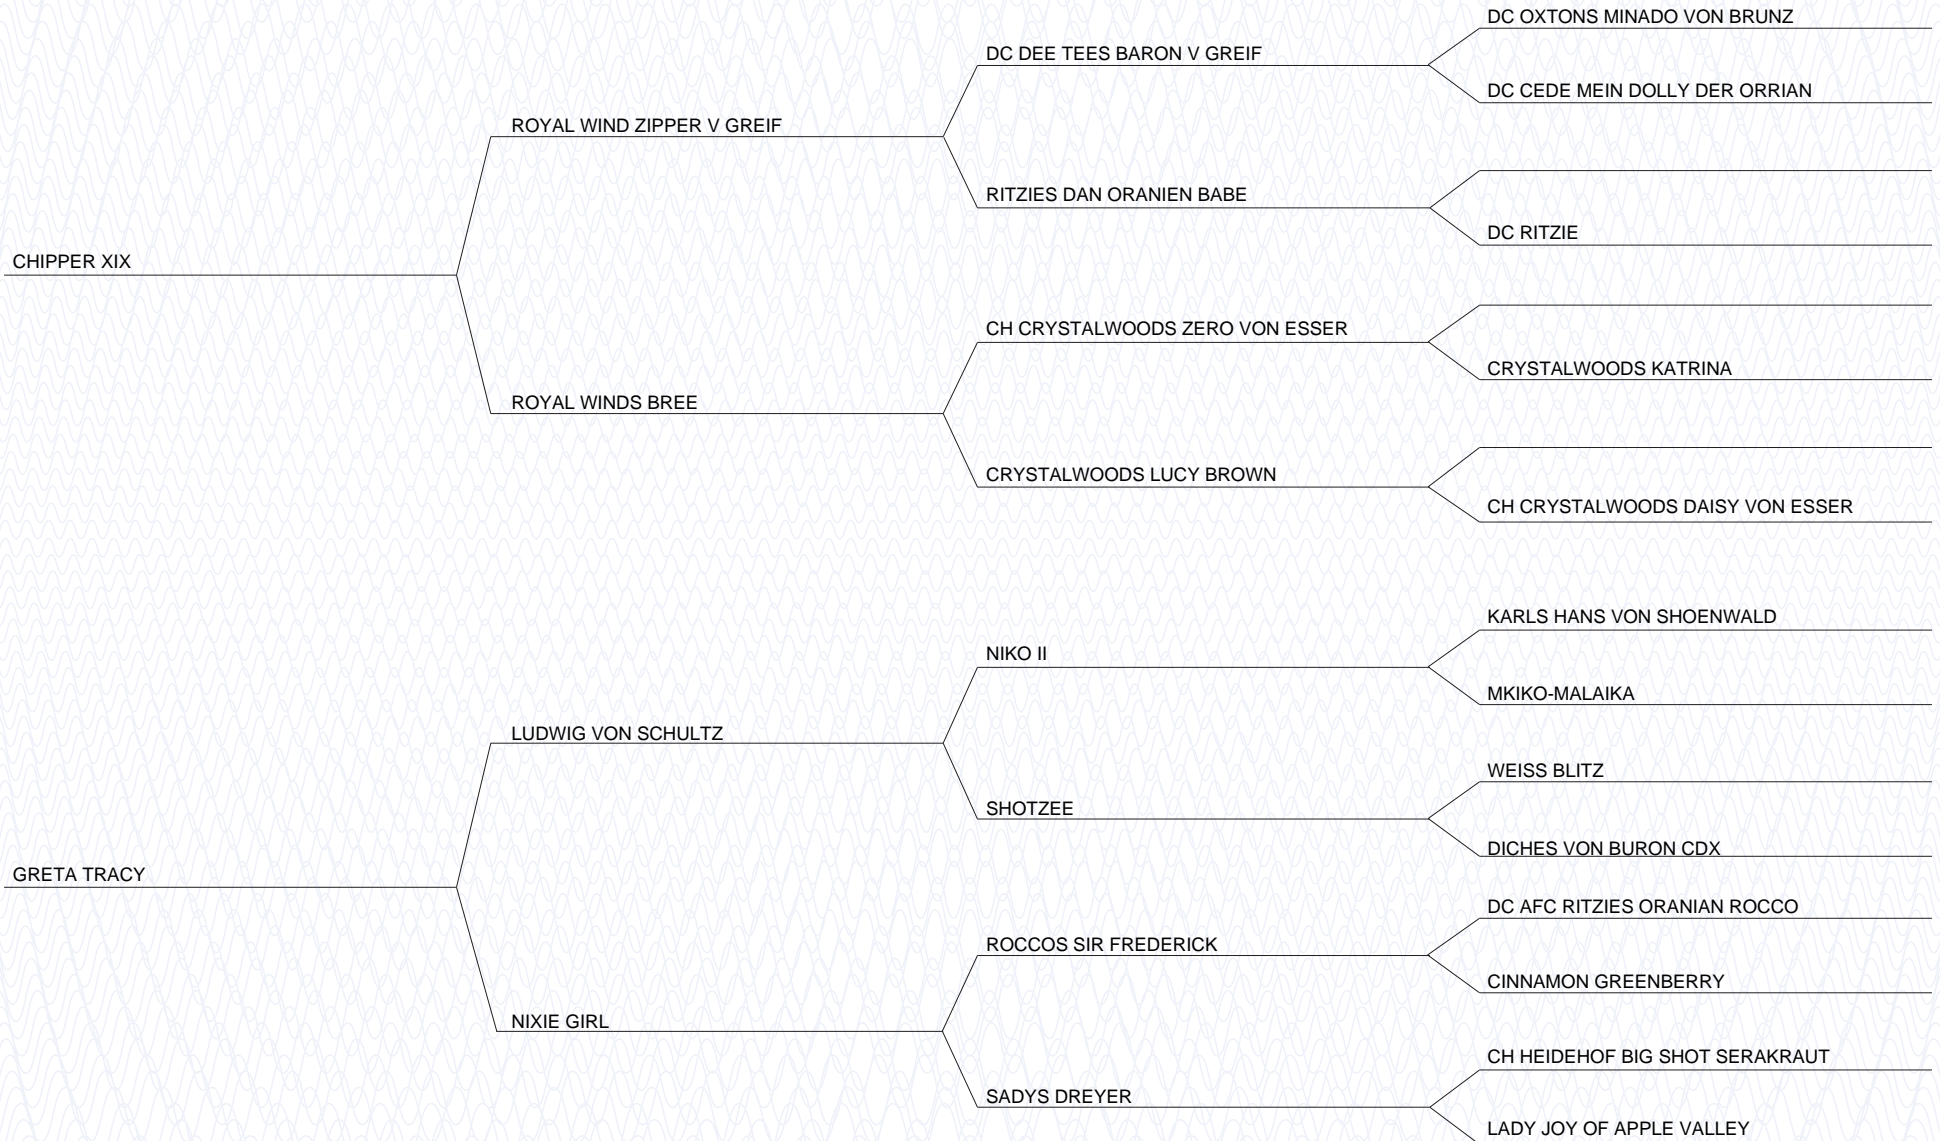 DC OXTONS MINADO VON BRUNZ
DC DEE TEES BARON V GREIF
DC CEDE MEIN DOLLY DER ORRIAN
ROYAL WIND ZIPPER V GREIF
RITZIES DAN ORANIEN BABE
DC RITZIE
CHIPPER XIX
CH CRYSTALWOODS ZERO VON ESSER
CRYSTALWOODS KATRINA
ROYAL WINDS BREE
CRYSTALWOODS LUCY BROWN
CH CRYSTALWOODS DAISY VON ESSER
KARLS HANS VON SHOENWALD
NIKO II
MKIKO-MALAIKA
LUDWIG VON SCHULTZ
WEISS BLITZ
SHOTZEE
DICHES VON BURON CDX
GRETA TRACY
DC AFC RITZIES ORANIAN ROCCO
ROCCOS SIR FREDERICK
CINNAMON GREENBERRY
NIXIE GIRL
CH HEIDEHOF BIG SHOT SERAKRAUT
SADYS DREYER
LADY JOY OF APPLE VALLEY